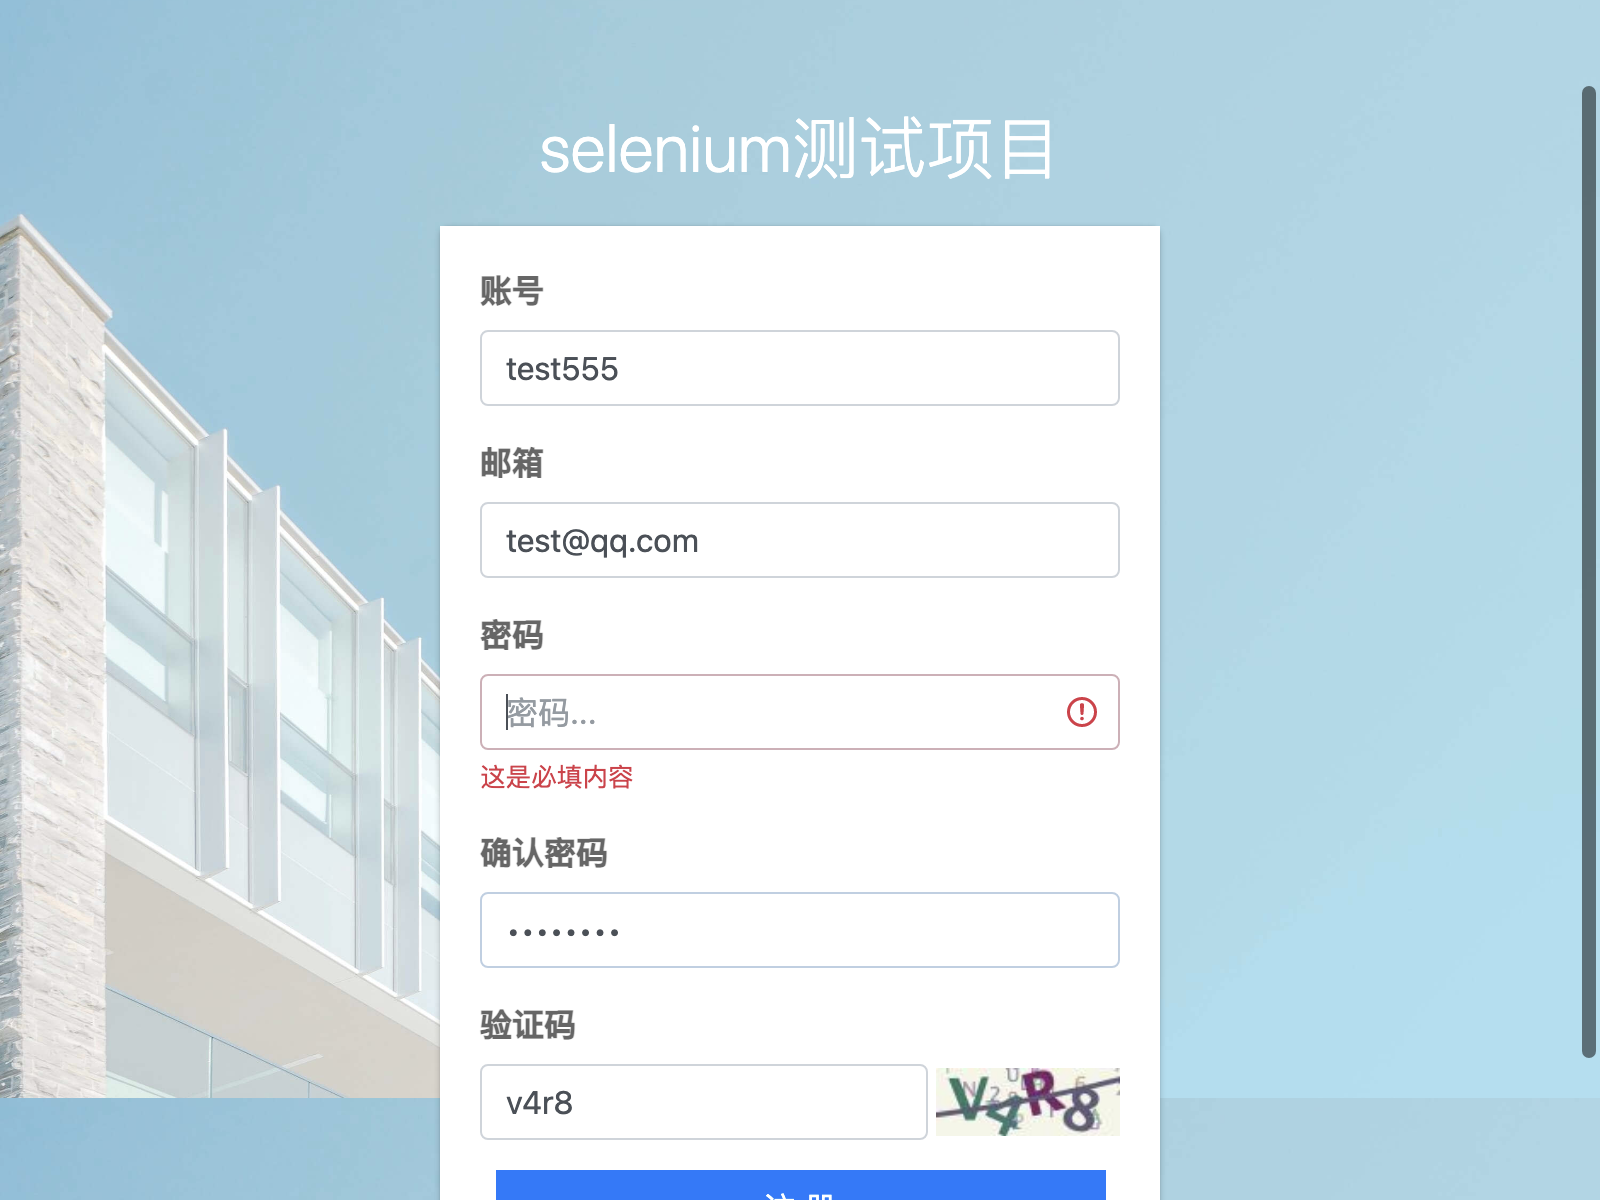 selenium测试项目
账号
test555
邮箱
test@qq.com
密码
密码...
这是必填内容
确认密码
••••••••
验证码
v4r8
V4R8